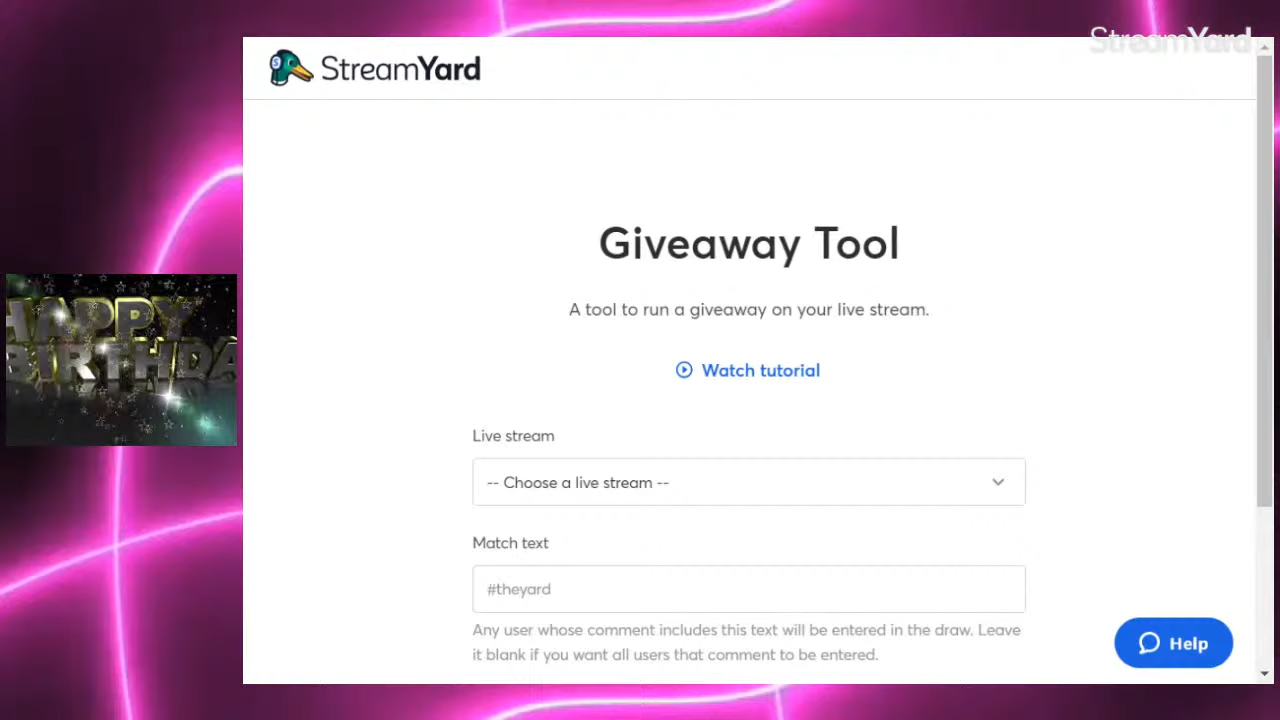 StreamYard
StreamYard
Giveaway Tool
A tool to run a giveaway on your live stream.
Watch tutorial
HAPPY
BIRTHDA
Live stream
-- Choose a live stream --
Match text
#theyard
Any user whose comment includes this text will be entered in the draw. Leave
it blank if you want all users that comment to be entered.
Help